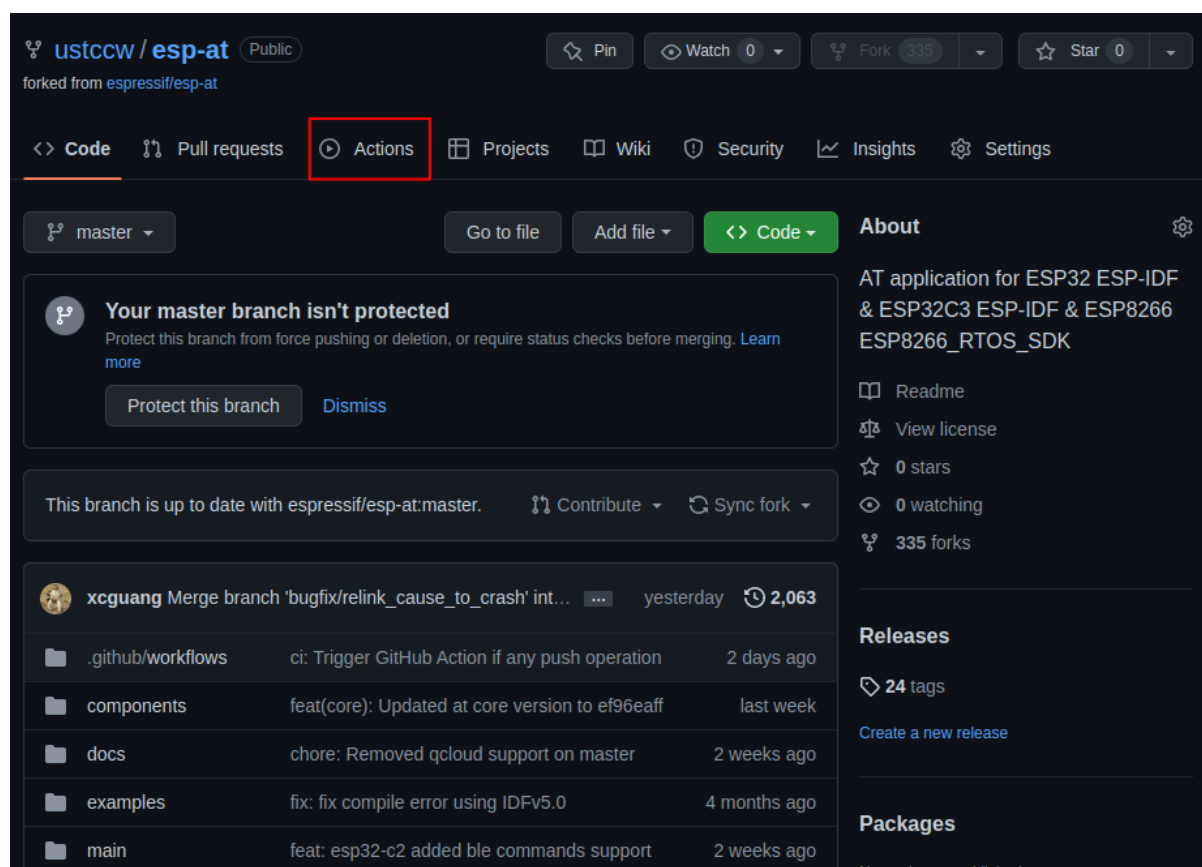 ustccw / esp-at Public
Pin Watch 0 Fork 335 Star 0
forked from espressif/esp-at
Code Pull requests Actions Projects Wiki Security Insights Settings
master Go to file Add file Code
Your master branch isn't protected
Protect this branch from force pushing or deletion, or require status checks before merging. Learn
more
Protect this branch Dismiss
This branch is up to date with espressif/esp-at:master. Contribute Sync fork
xcguang Merge branch 'bugfix/relink_cause_to_crash' int… ... yesterday 2,063
.github/workflows ci: Trigger GitHub Action if any push operation 2 days ago
components feat(core): Updated at core version to ef96eaff last week
docs chore: Removed qcloud support on master 2 weeks ago
examples fix: fix compile error using IDFv5.0 4 months ago
main feat: esp32-c2 added ble commands support 2 weeks ago
About
AT application for ESP32 ESP-IDF
& ESP32C3 ESP-IDF & ESP8266
ESP8266_RTOS_SDK
Readme
View license
0 stars
0 watching
335 forks
Releases
24 tags
Create a new release
Packages